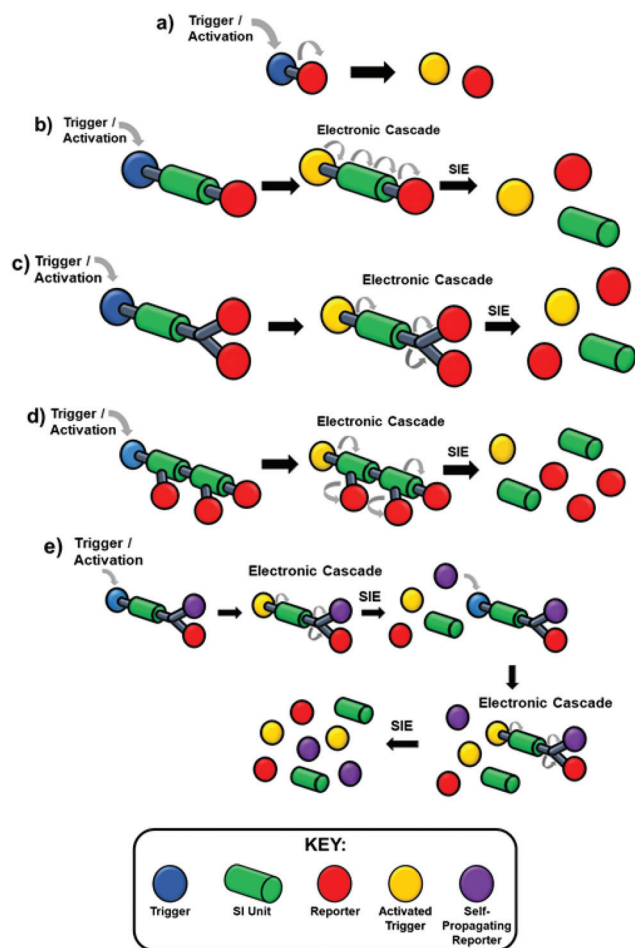 a)
Trigger /
Activation
b)
Trigger /
Activation
Electronic Cascade
SIE
c)
Trigger /
Activation
Electronic Cascade
SIE
d)
Trigger /
Activation
Electronic Cascade
SIE
e)
Trigger /
Activation
Electronic Cascade
SIE
Electronic Cascade
SIE
KEY:
Trigger
SI Unit
Reporter
Activated
Trigger
Self-
Propagating
Reporter